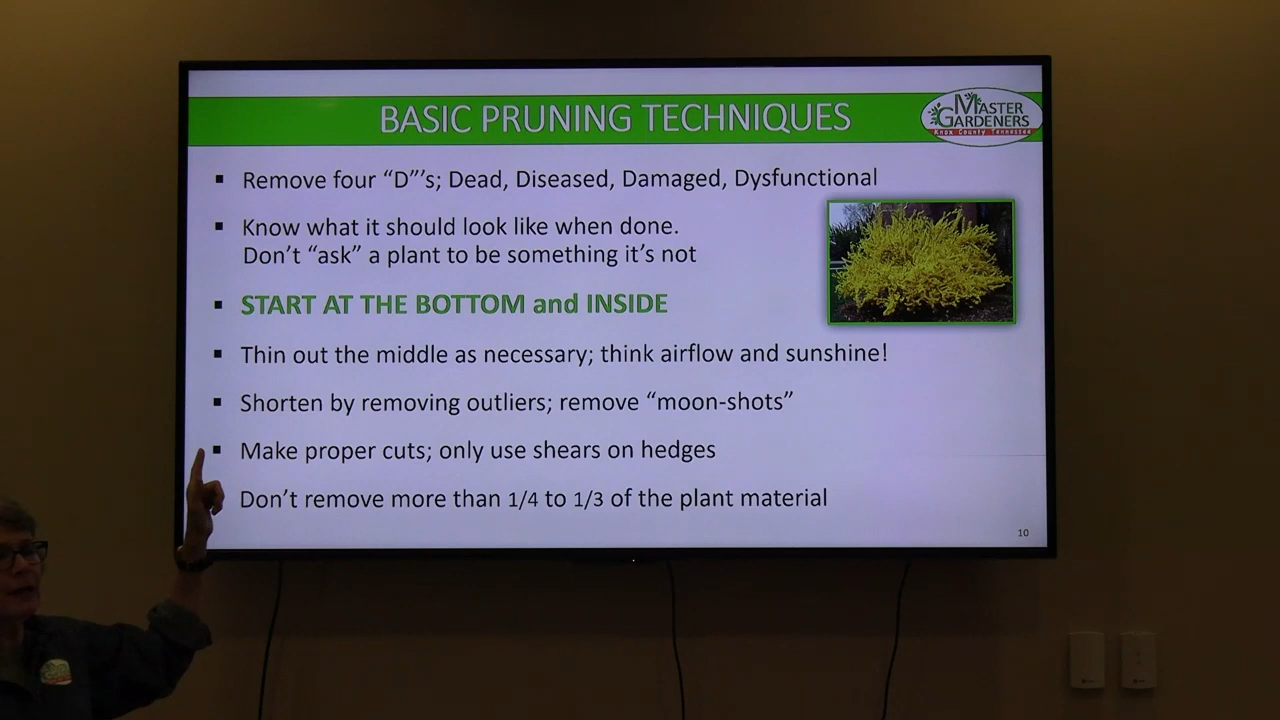 BASIC PRUNING TECHNIQUES
MASTER
GARDENERS
Knox County, Tennessee
▪ Remove four “D”’s; Dead, Diseased, Damaged, Dysfunctional
▪ Know what it should look like when done.
Don’t “ask” a plant to be something it’s not
▪ START AT THE BOTTOM and INSIDE
▪ Thin out the middle as necessary; think airflow and sunshine!
▪ Shorten by removing outliers; remove “moon-shots”
▪ Make proper cuts; only use shears on hedges
Don’t remove more than 1/4 to 1/3 of the plant material
10